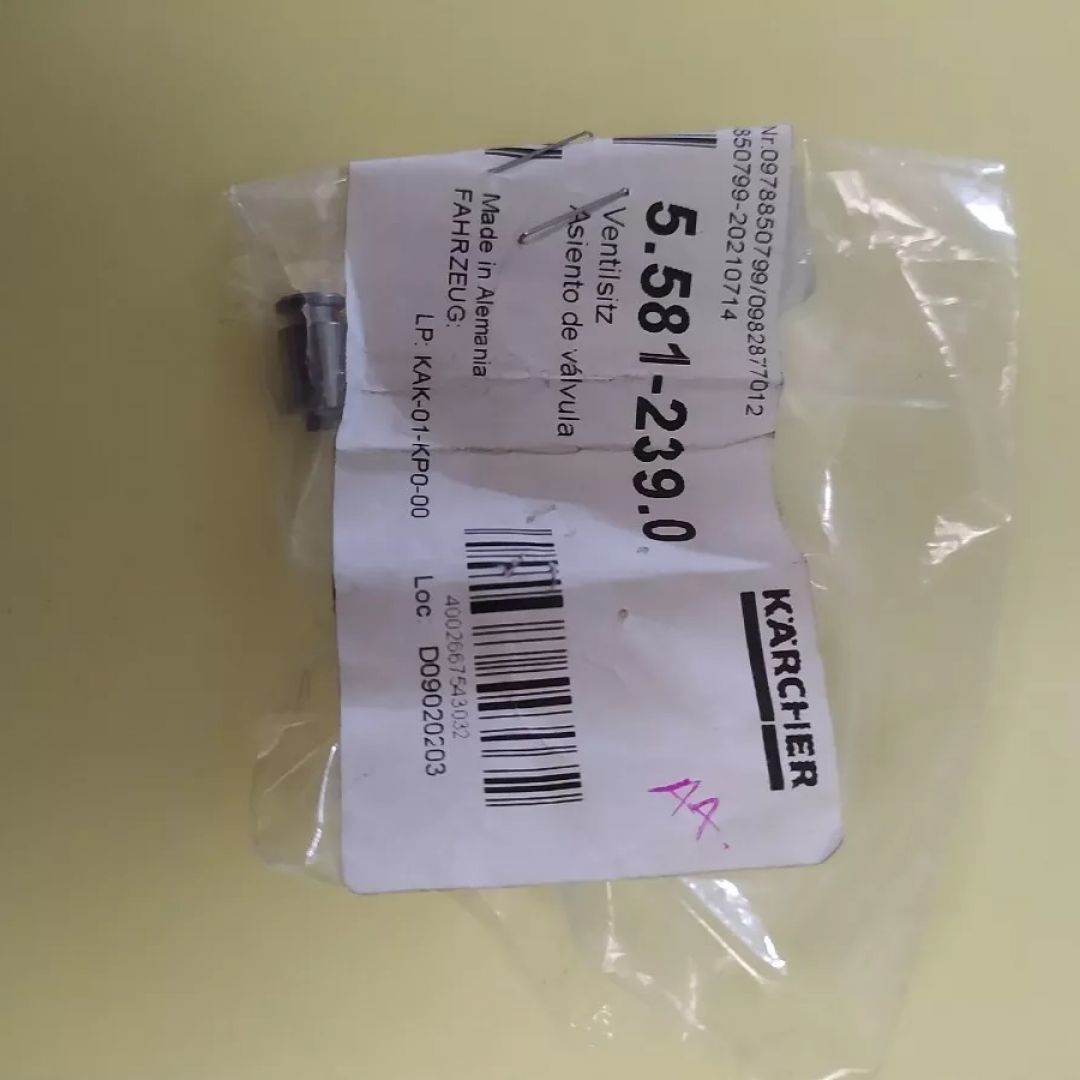 Nr.0978850799/0982877012
850799-20210714
KÄRCHER
5.581-239.0
Ventilsitz
Asiento de válvula
Made in Alemania
FAHRZEUG:
LP: KAK-01-KP0-00
4002667543032
Loc. D09020203
AA.